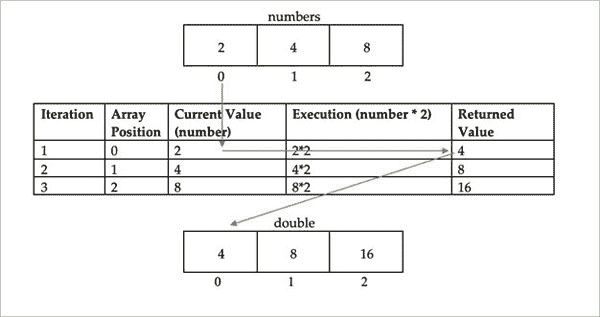 numbers
2 4 8
0 1 2
Iteration Array Position Current Value (number) Execution (number * 2) Returned Value
1 0 2 2*2 4
2 1 4 4*2 8
3 2 8 8*2 16
double
4 8 16
0 1 2